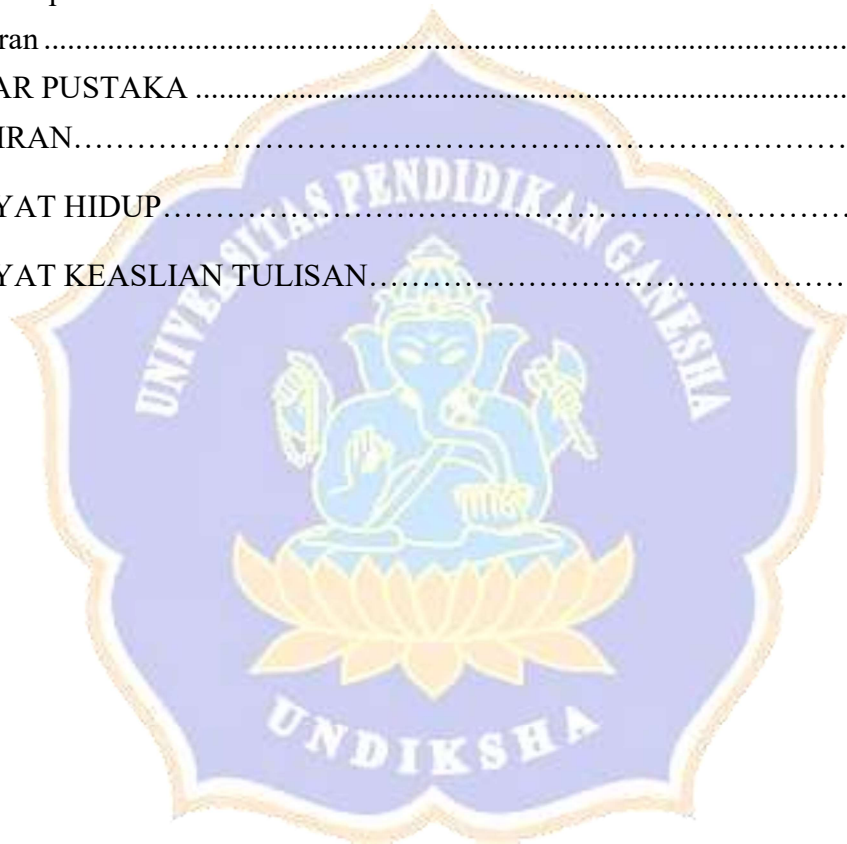 ran ....................................................................................................
AR PUSTAKA ................................................................................
IRAN…………………………………………………………………
YAT HIDUP…………………………………………………………
YAT KEASLIAN TULISAN…………………………………………
UNIVERSITAS PENDIDIKAN GANESHA
UNDIKSHA